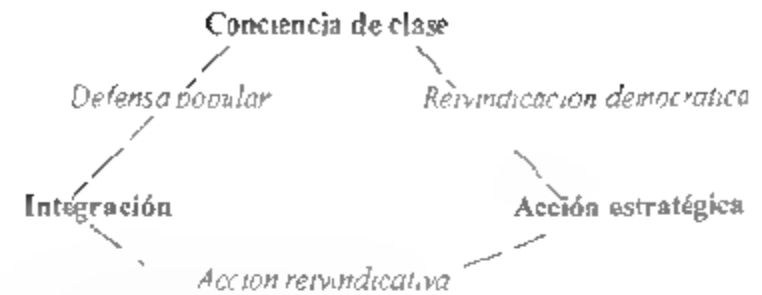 Conciencia de clase
Defensa popular
Reivindicacion democratica
Integración
Acción estratégica
Accion reivindicativa